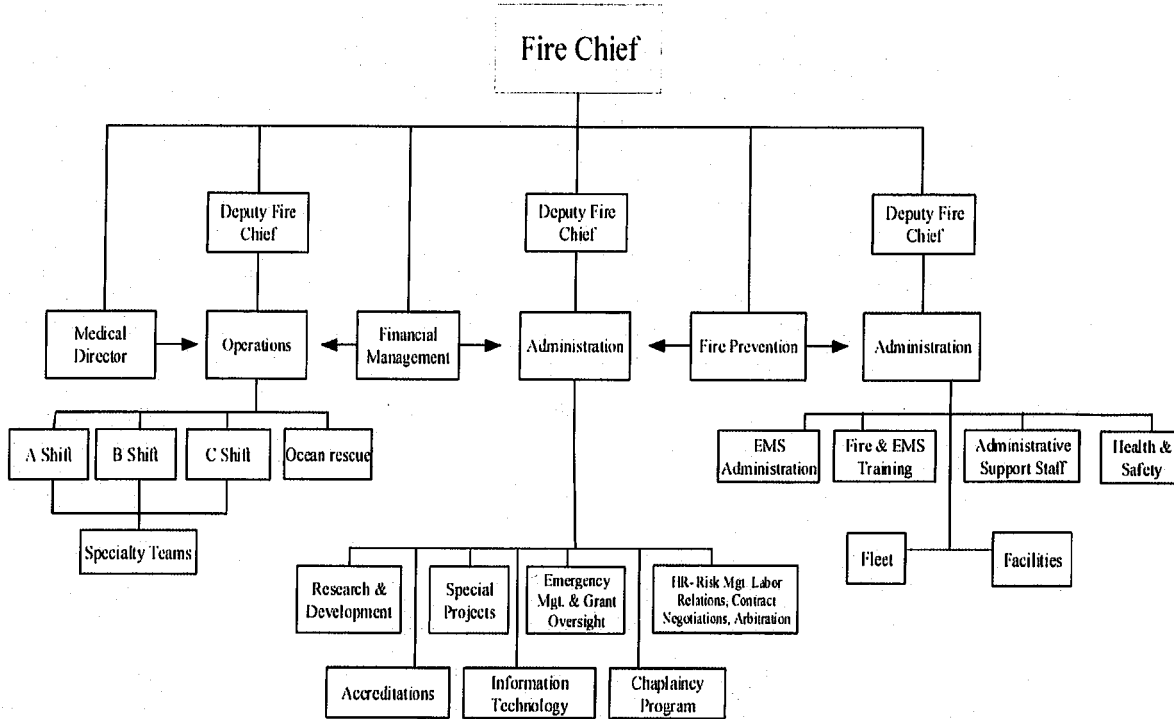 Fire Chief
Deputy Fire
Chief
Deputy Fire
Chief
Deputy Fire
Chief
Medical
Director
Operations
Financial
Management
Administration
Fire Prevention
Administration
A Shift
B Shift
C Shift
Ocean rescue
EMS
Administration
Fire & EMS
Training
Administrative
Support Staff
Health &
Safety
Specialty Teams
Fleet
Facilities
Research &
Development
Special
Projects
Emergency
Mgt. & Grant
Oversight
HR- Risk Mgt. Labor
Relations, Contract
Negotiations, Arbitration
Accreditations
Information
Technology
Chaplaincy
Program